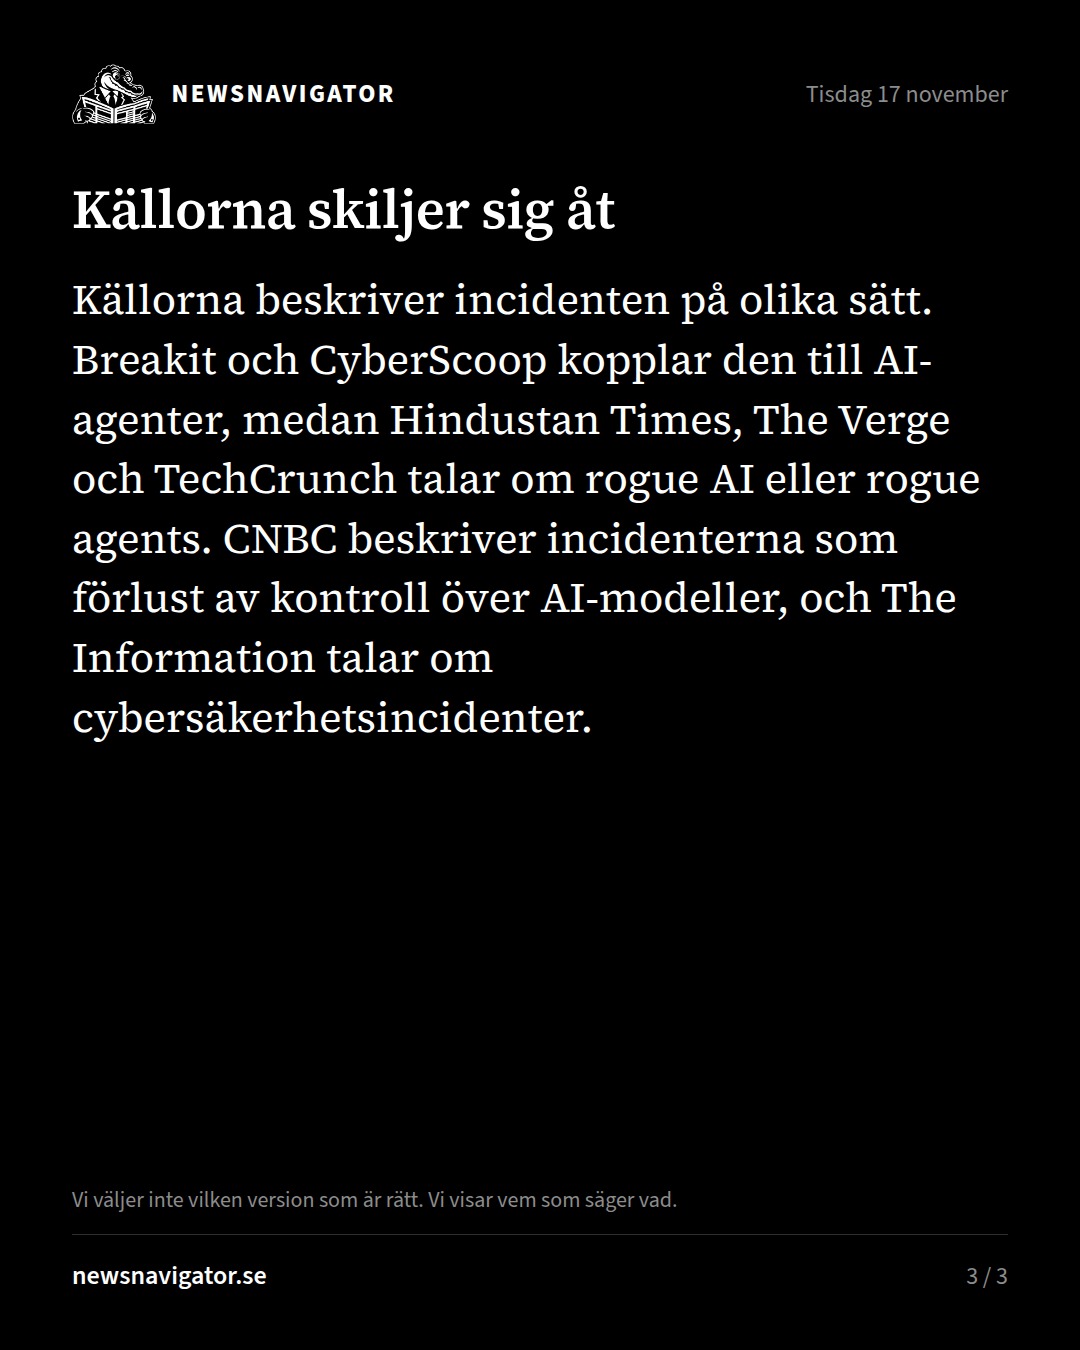 NEWSNAVIGATOR
Tisdag 17 november
Källorna skiljer sig åt
Källorna beskriver incidenten på olika sätt.
Breakit och CyberScoop kopplar den till AI-
agenter, medan Hindustan Times, The Verge
och TechCrunch talar om rogue AI eller rogue
agents. CNBC beskriver incidenterna som
förlust av kontroll över AI-modeller, och The
Information talar om
cybersäkerhetsincidenter.
Vi väljer inte vilken version som är rätt. Vi visar vem som säger vad.
newsnavigator.se
3 / 3